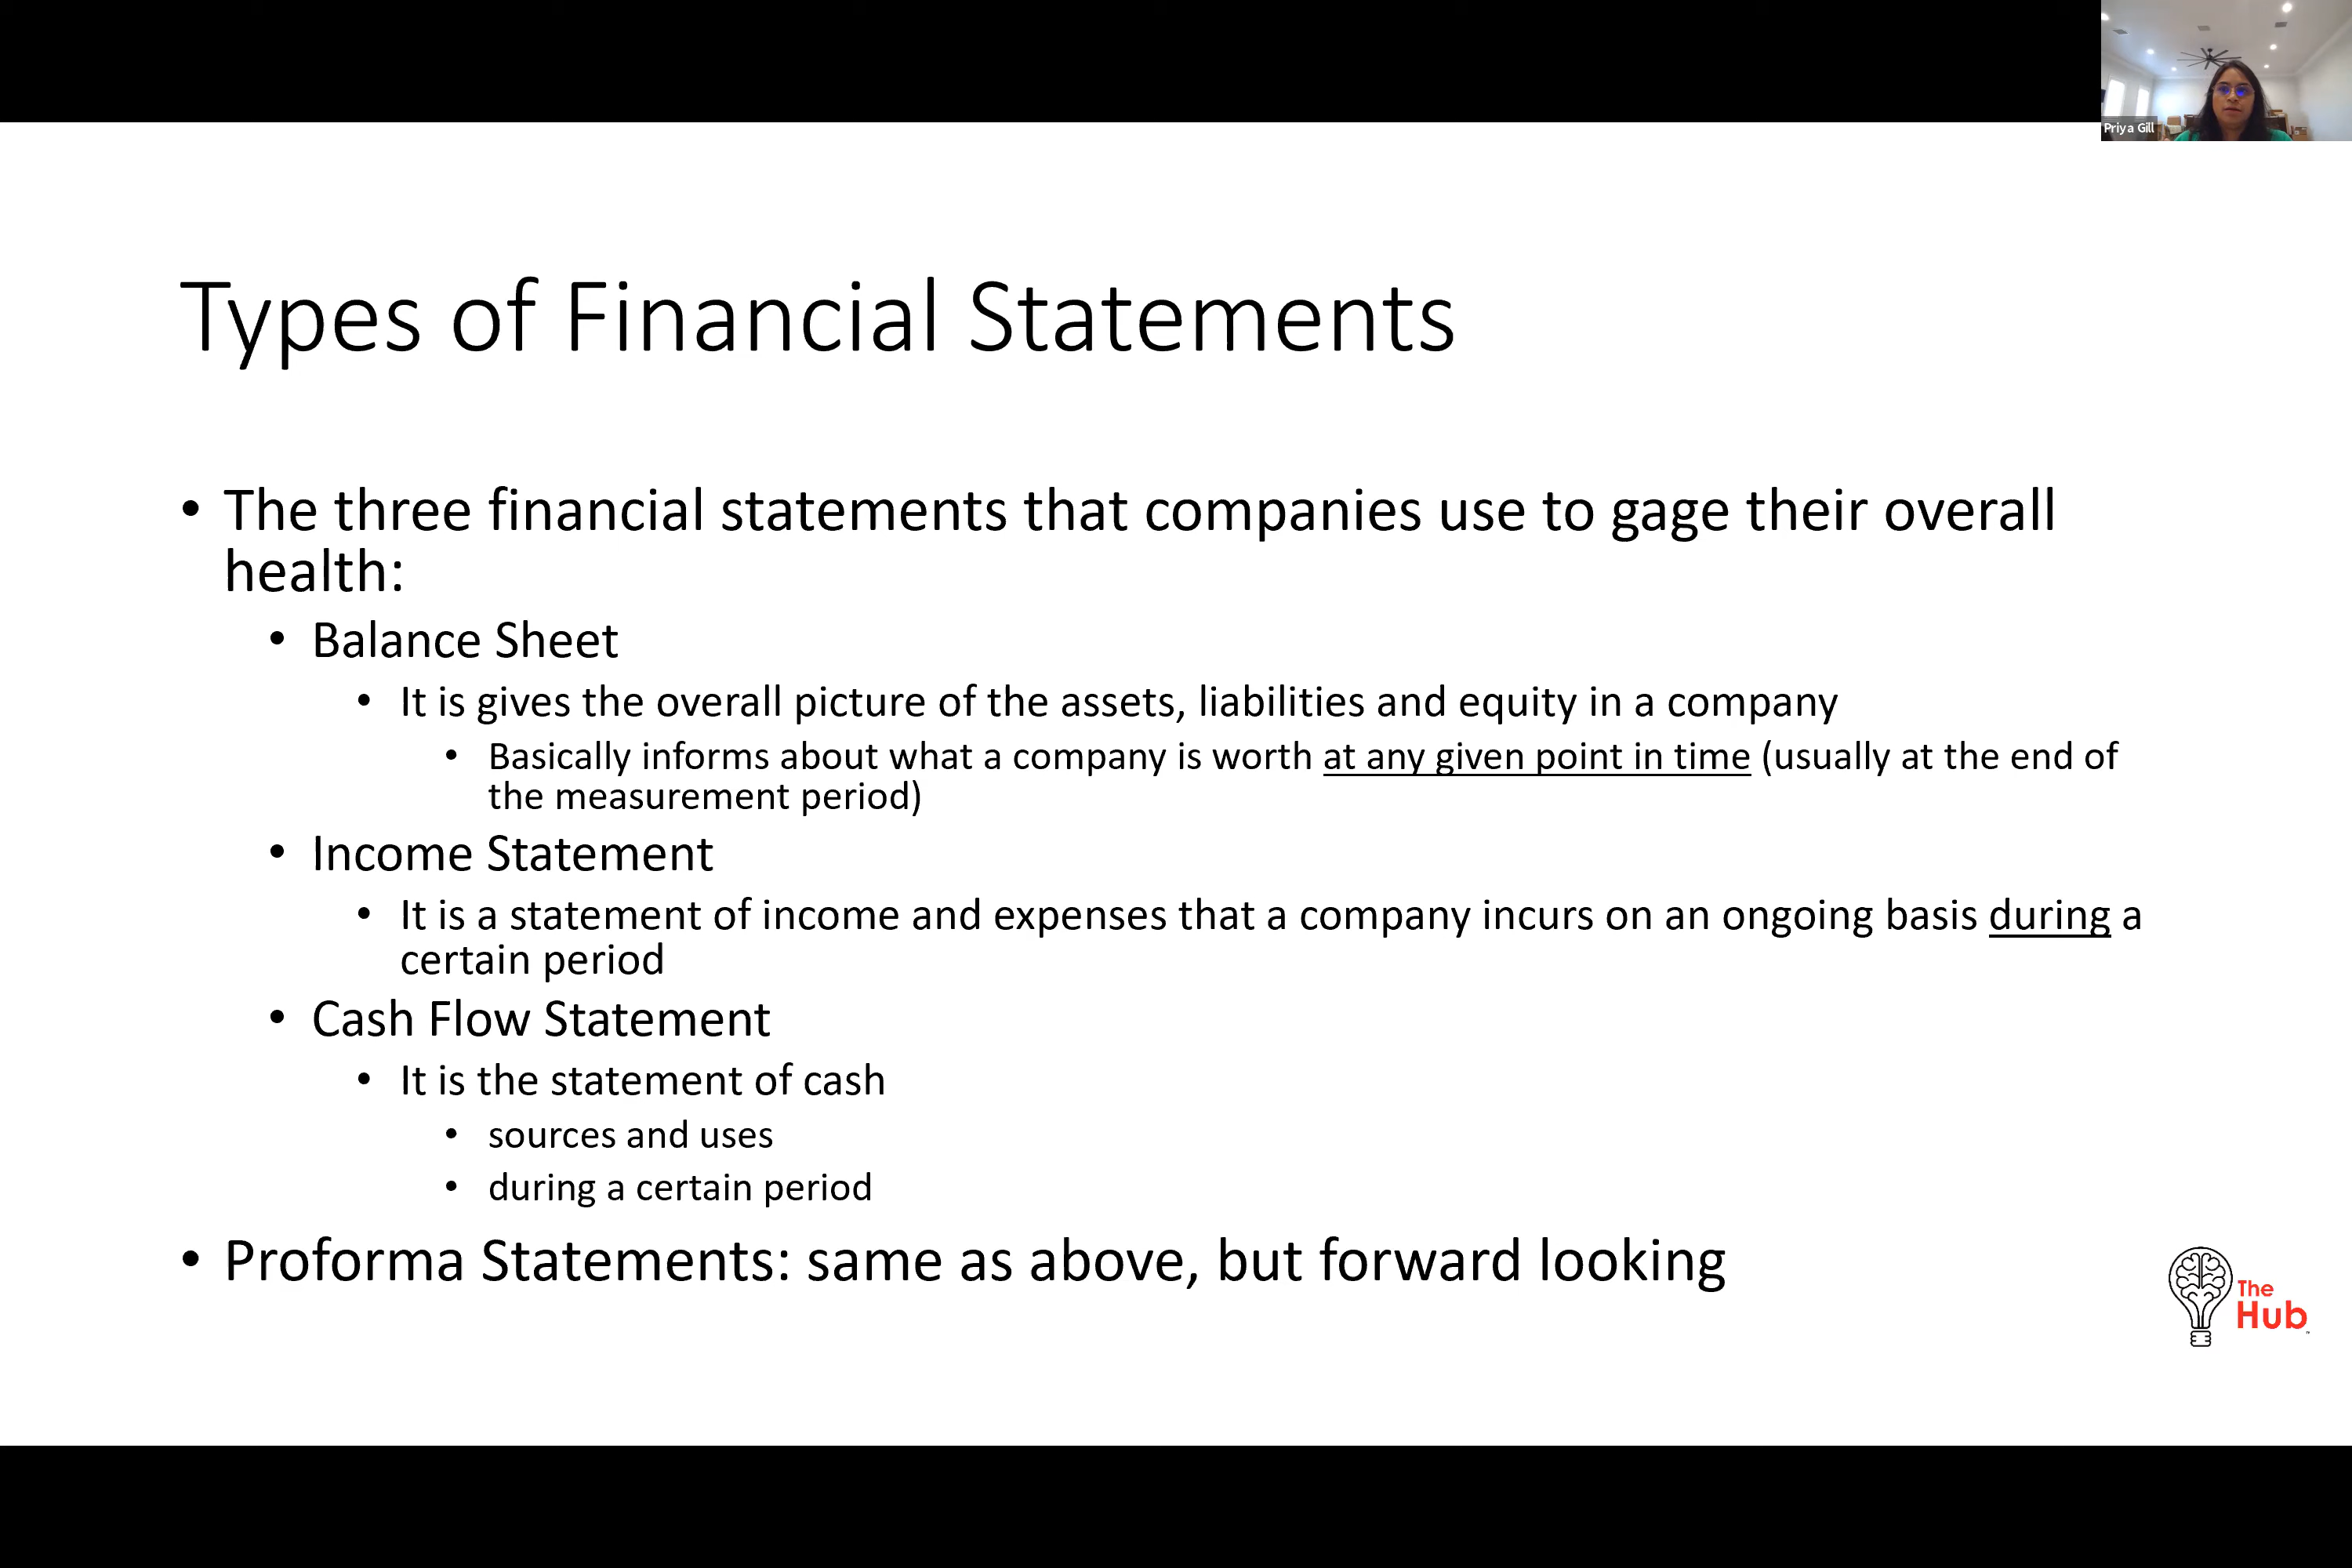 Priya Gill
Types of Financial Statements
• The three financial statements that companies use to gage their overall
health:
• Balance Sheet
• It is gives the overall picture of the assets, liabilities and equity in a company
• Basically informs about what a company is worth at any given point in time (usually at the end of
the measurement period)
• Income Statement
• It is a statement of income and expenses that a company incurs on an ongoing basis during a
certain period
• Cash Flow Statement
• It is the statement of cash
• sources and uses
• during a certain period
• Proforma Statements: same as above, but forward looking
The
Hub